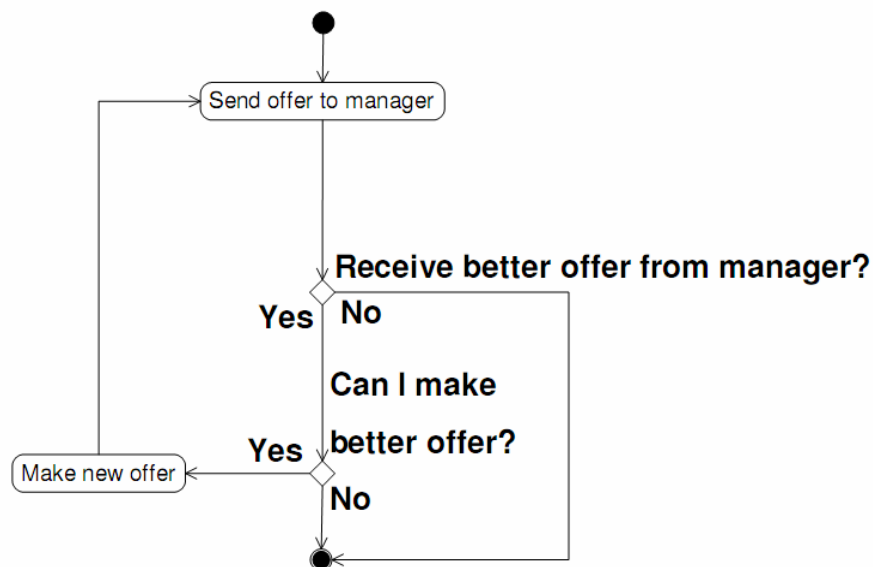 Send offer to manager
Receive better offer from manager?
Yes
No
Can I make
better offer?
Yes
Make new offer
No